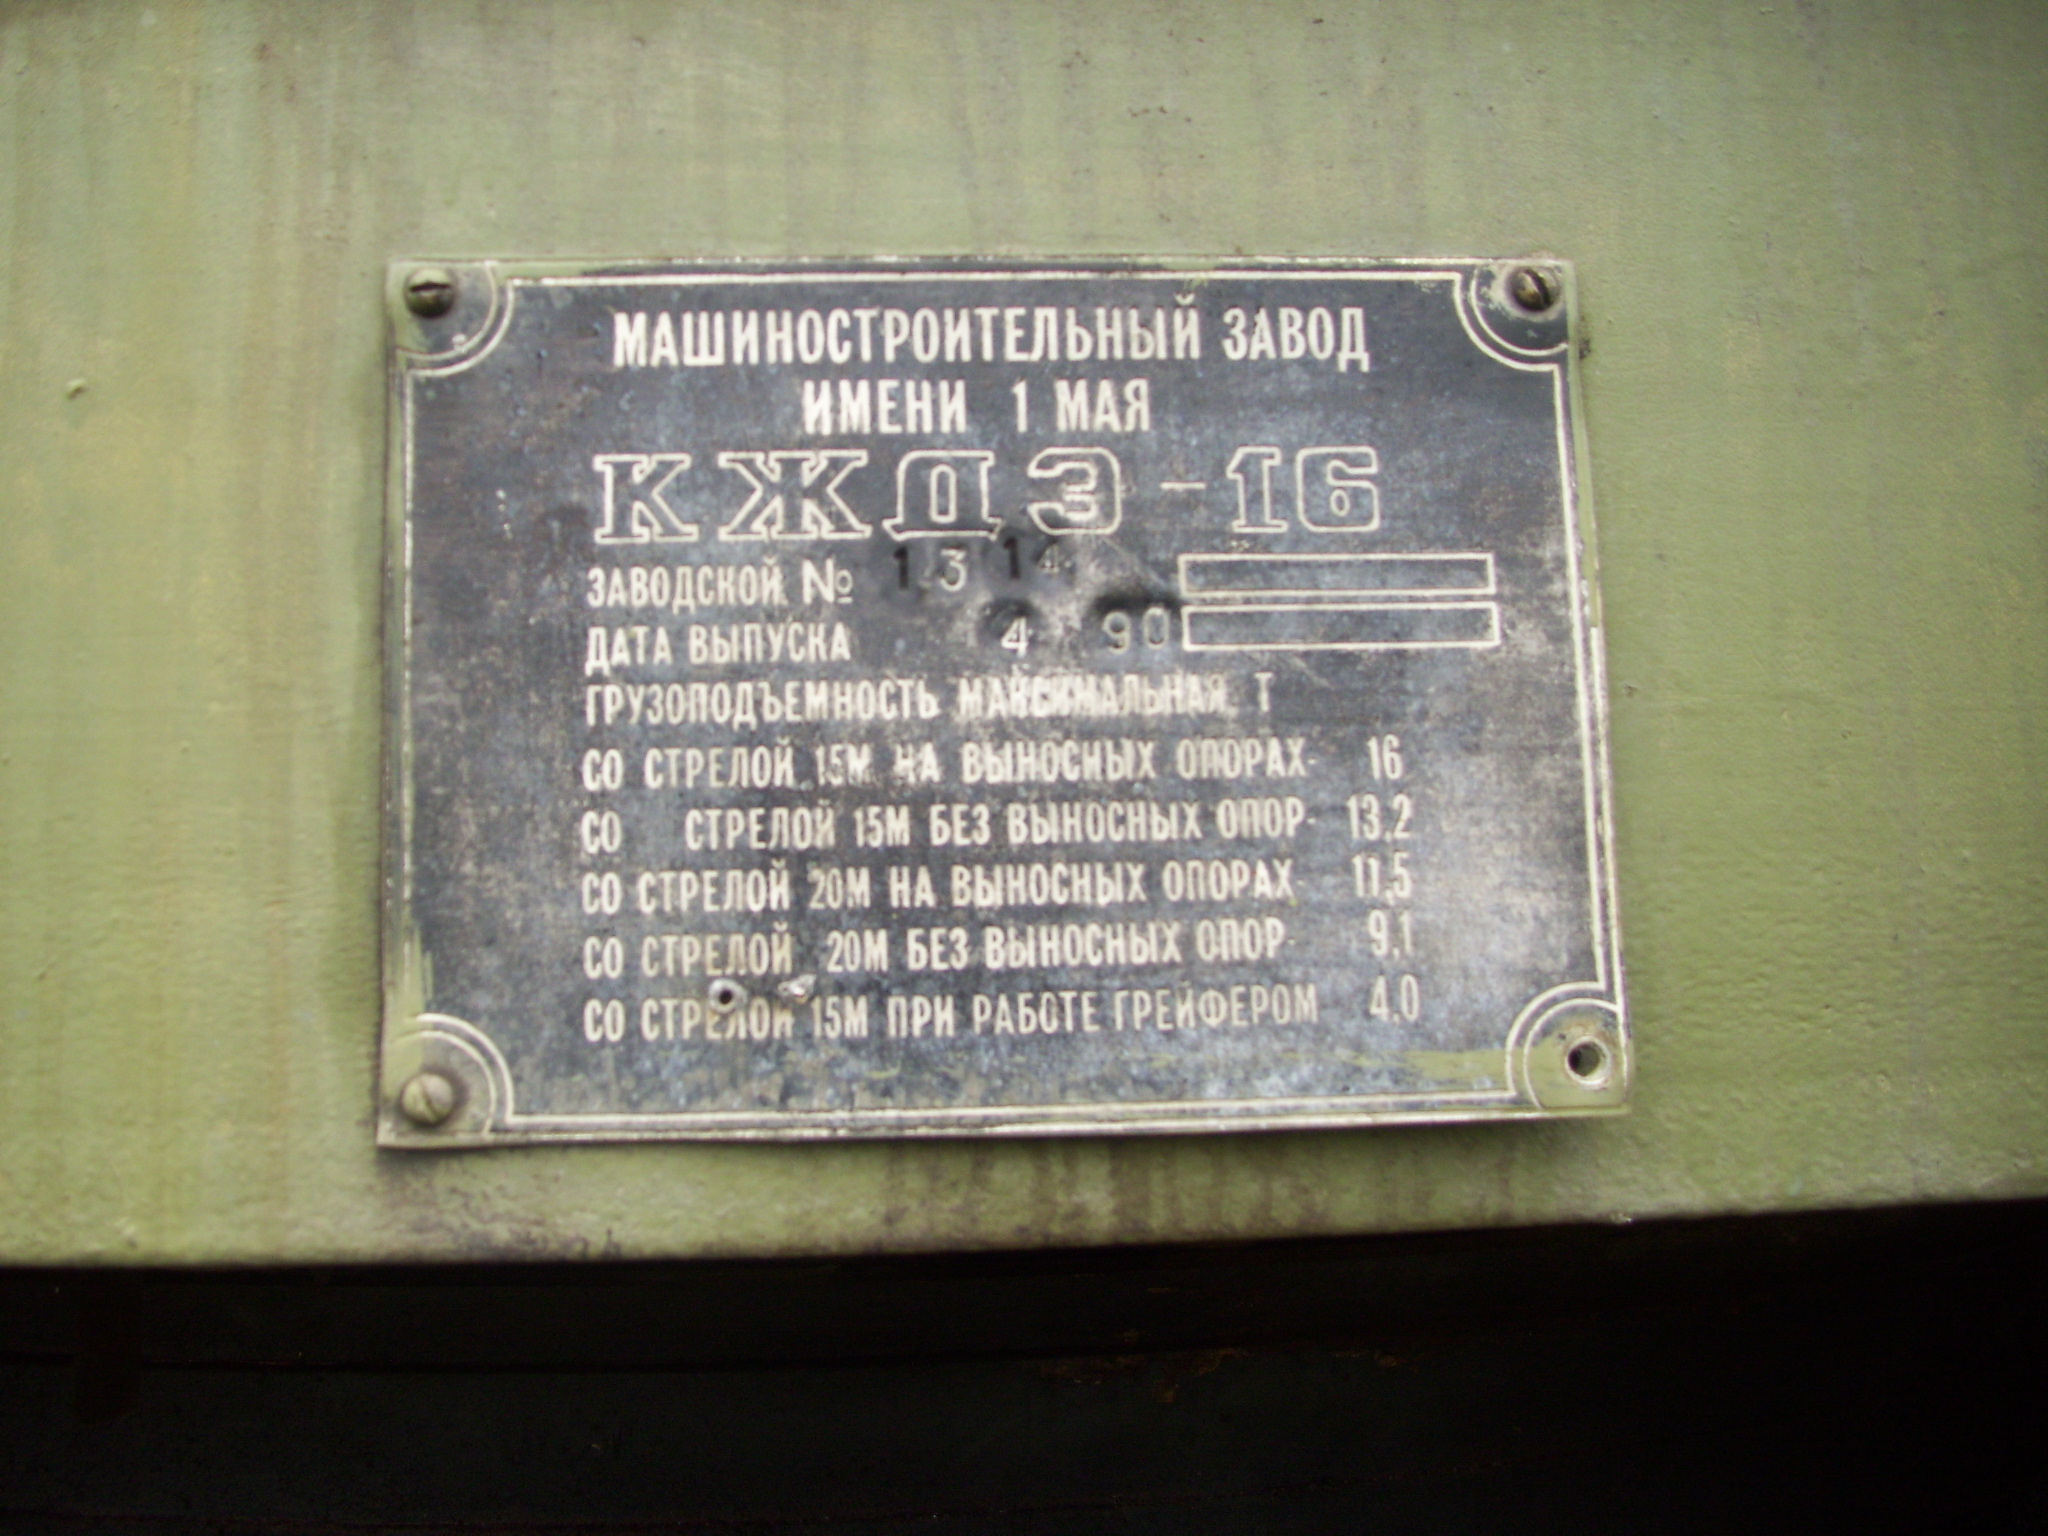 МАШИНОСТРОИТЕЛЬНЫЙ ЗАВОД
ИМЕНИ 1 МАЯ
КЖДЭ-16
ЗАВОДСКОЙ № 1314
ДАТА ВЫПУСКА 4 90
ГРУЗОПОДЪЕМНОСТЬ МАКСИМАЛЬНАЯ, Т
СО СТРЕЛОЙ 15М НА ВЫНОСНЫХ ОПОРАХ- 16
СО СТРЕЛОЙ 15М БЕЗ ВЫНОСНЫХ ОПОР- 13,2
СО СТРЕЛОЙ 20М НА ВЫНОСНЫХ ОПОРАХ- 11,5
СО СТРЕЛОЙ 20М БЕЗ ВЫНОСНЫХ ОПОР- 9,1
СО СТРЕЛОЙ 15М ПРИ РАБОТЕ ГРЕЙФЕРОМ 4.0